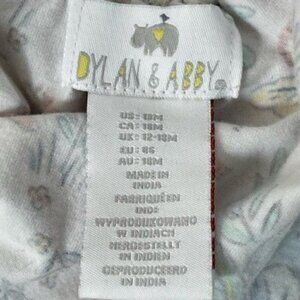 DYLAN & ABBY®
US: 18M
CA: 18M
UK: 12-18M
EU: 86
AU: 18M
MADE IN
INDIA
FABRIQUÉ EN
INDE
WYPRODUKOWANO
W INDIACH
HERGESTELLT
IN INDIEN
GEPRODUCEERD
IN INDIA